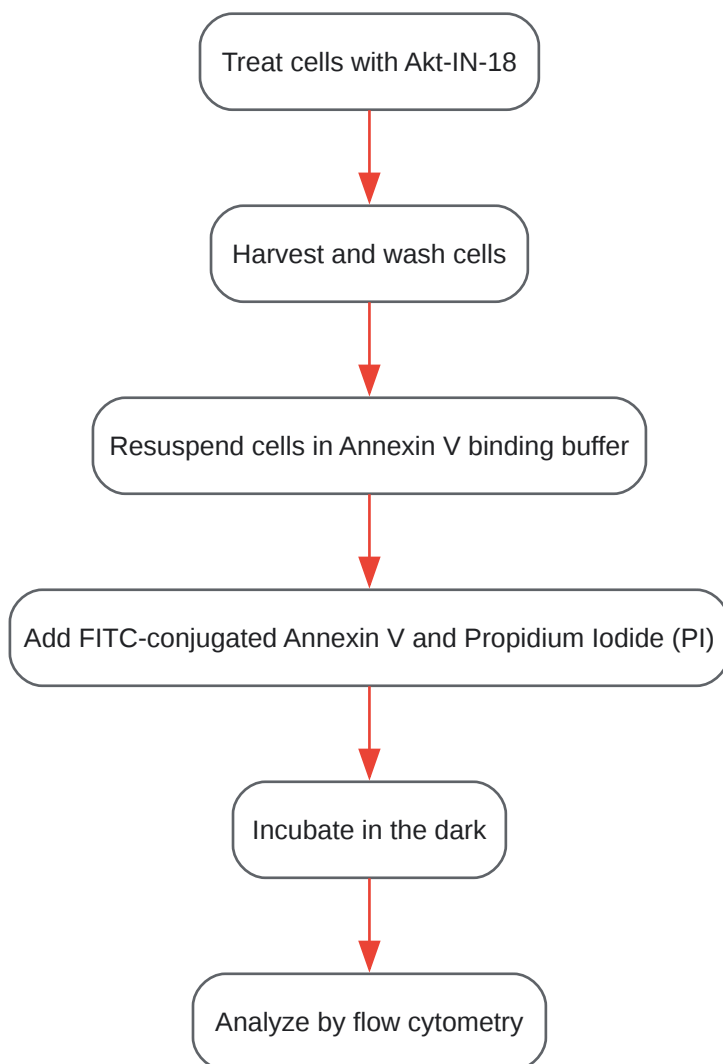 Treat cells with Akt-IN-18
Harvest and wash cells
Resuspend cells in Annexin V binding buffer
Add FITC-conjugated Annexin V and Propidium Iodide (PI)
Incubate in the dark
Analyze by flow cytometry